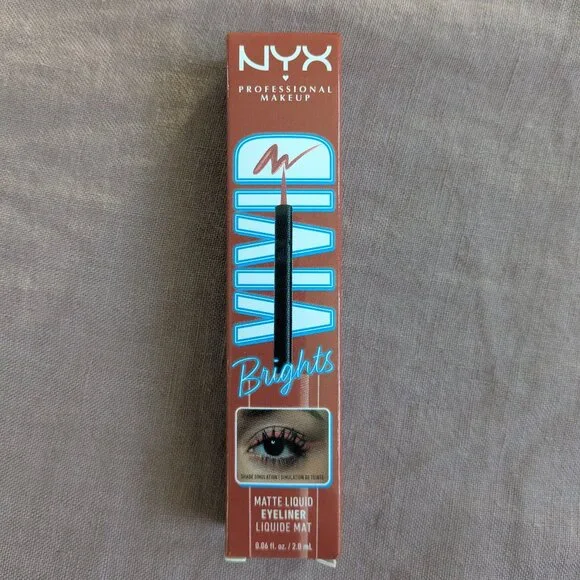 NYX
PROFESSIONAL
MAKEUP
VIVID
Brights
SHADE SIMULATION / SIMULATION DE TEINTE
MATTE LIQUID
EYELINER
LIQUIDE MAT
0.06 fl. oz. / 2.0 mL